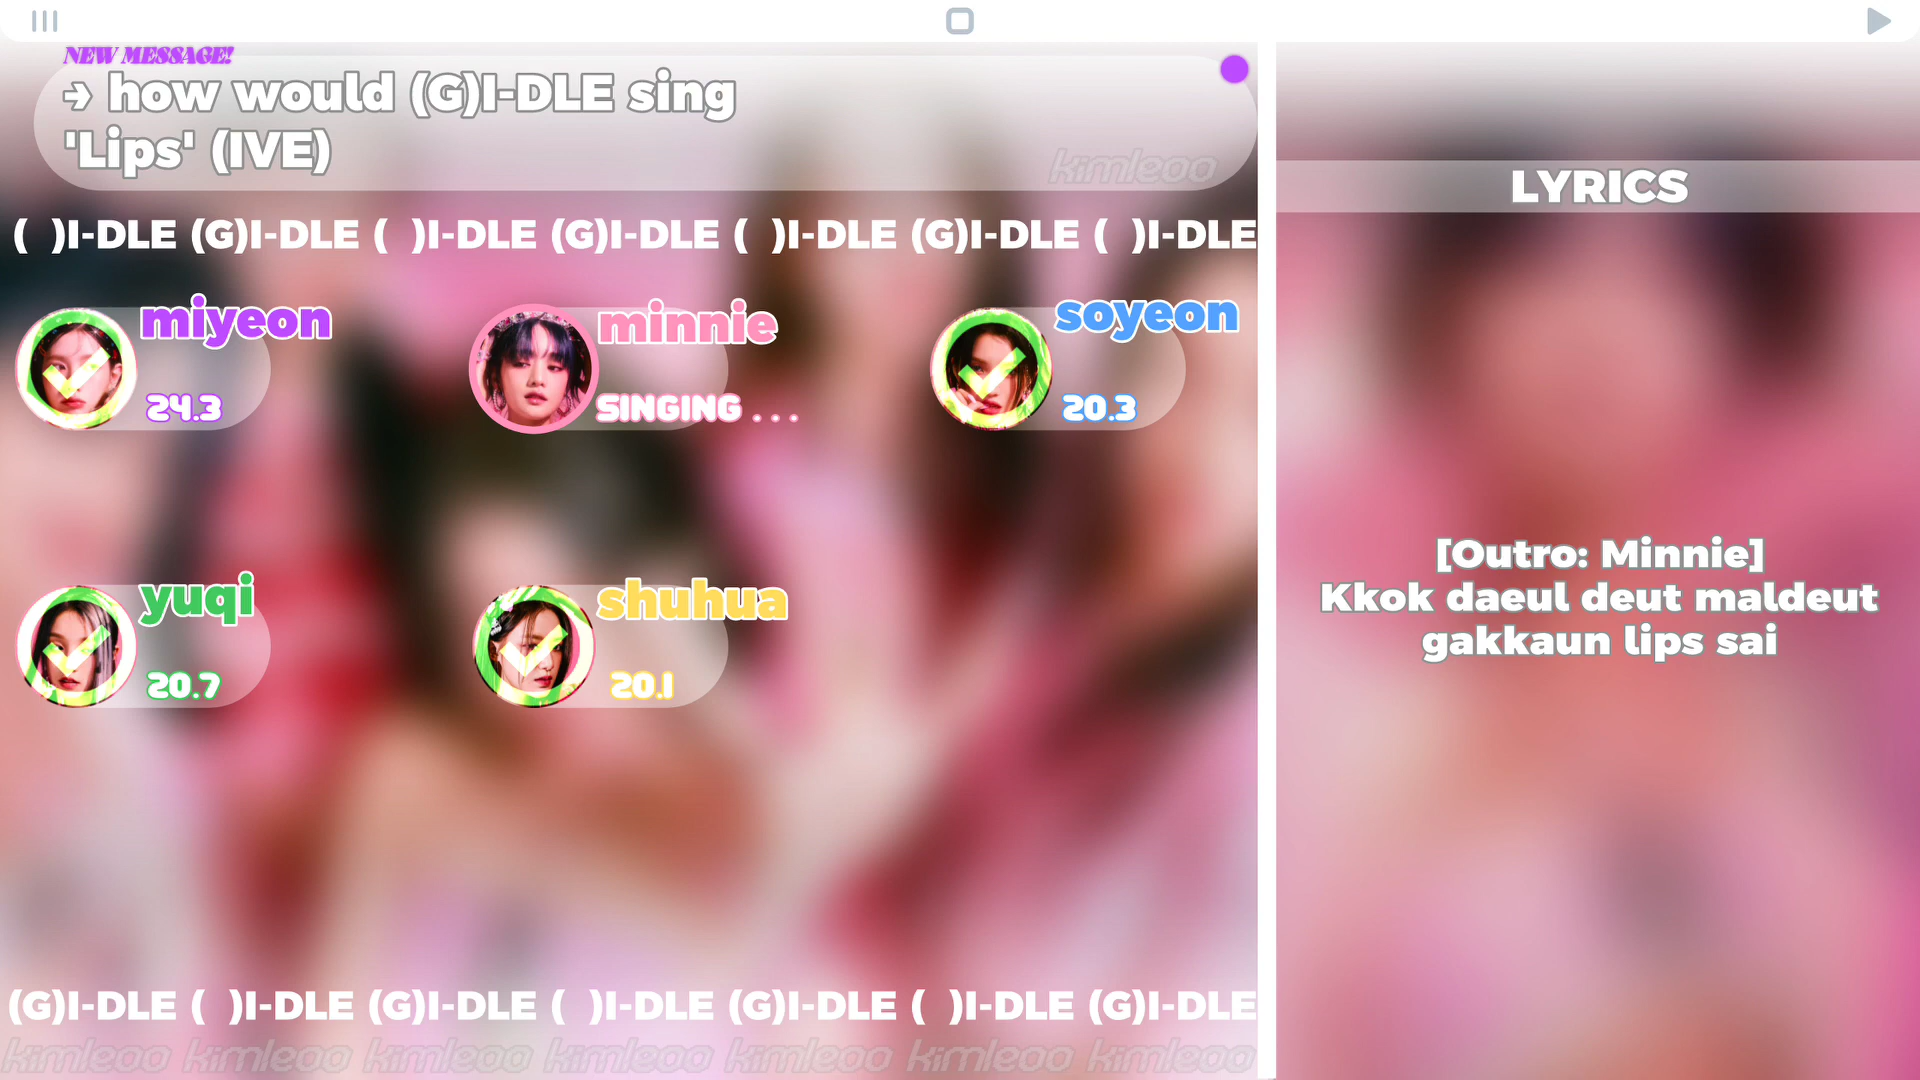 NEW MESSAGE!
→ how would (G)I-DLE sing
'Lips' (IVE)
kimleoo
( )I-DLE (G)I-DLE ( )I-DLE (G)I-DLE ( )I-DLE (G)I-DLE ( )I-DLE
miyeon
24.3
minnie
SINGING . . .
soyeon
20.3
yuqi
20.7
shuhua
20.1
(G)I-DLE ( )I-DLE (G)I-DLE ( )I-DLE (G)I-DLE ( )I-DLE (G)I-DLE
kimleoo kimleoo kimleoo kimleoo kimleoo kimleoo kimleoo
LYRICS
[Outro: Minnie]
Kkok daeul deut maldeut
gakkaun lips sai